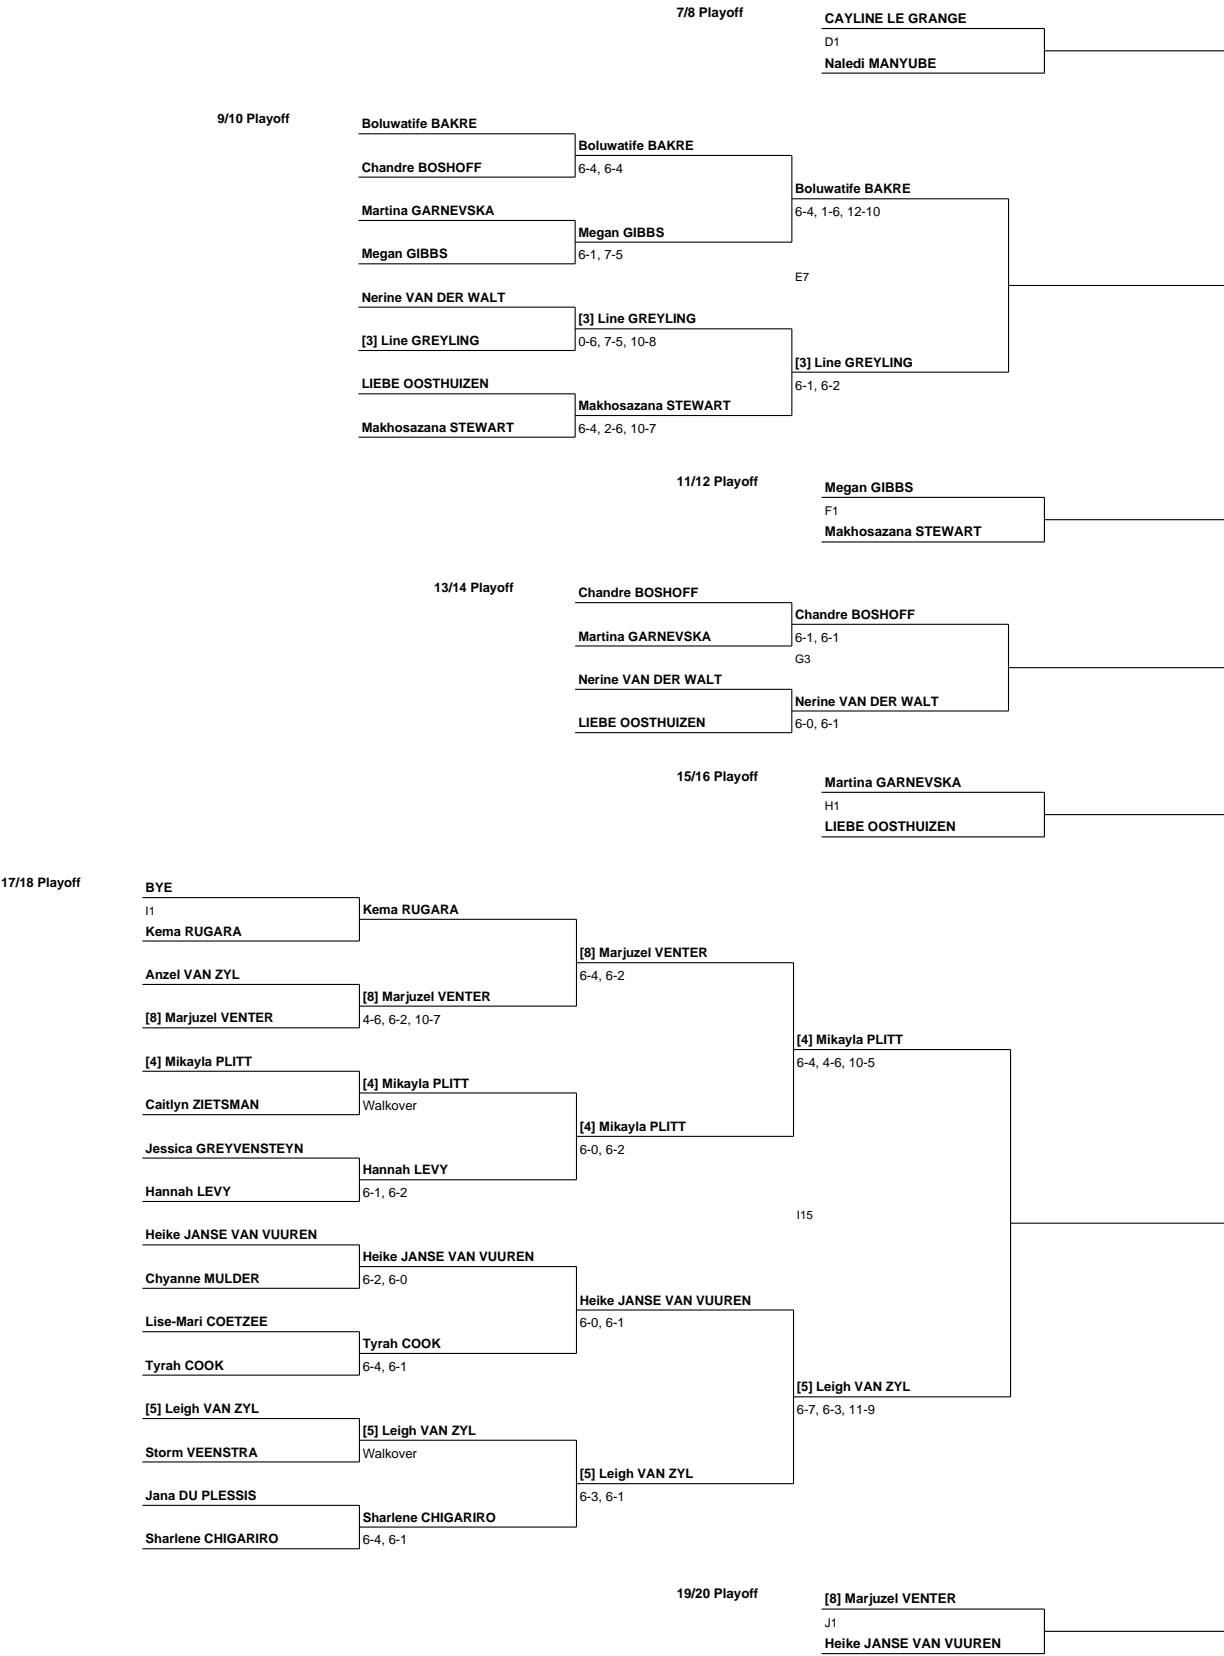 7/8 Playoff
CAYLINE LE GRANGE
D1
Naledi MANYUBE
9/10 Playoff
Boluwatife BAKRE
Boluwatife BAKRE
Chandre BOSHOFF
6-4, 6-4
Boluwatife BAKRE
Martina GARNEVSKA
6-4, 1-6, 12-10
Megan GIBBS
Megan GIBBS
6-1, 7-5
E7
Nerine VAN DER WALT
[3] Line GREYLING
[3] Line GREYLING
0-6, 7-5, 10-8
[3] Line GREYLING
LIEBE OOSTHUIZEN
6-1, 6-2
Makhosazana STEWART
Makhosazana STEWART
6-4, 2-6, 10-7
11/12 Playoff
Megan GIBBS
F1
Makhosazana STEWART
13/14 Playoff
Chandre BOSHOFF
Chandre BOSHOFF
Martina GARNEVSKA
6-1, 6-1
G3
Nerine VAN DER WALT
Nerine VAN DER WALT
LIEBE OOSTHUIZEN
6-0, 6-1
15/16 Playoff
Martina GARNEVSKA
H1
LIEBE OOSTHUIZEN
17/18 Playoff
BYE
I1
Kema RUGARA
Kema RUGARA
[8] Marjuzel VENTER
Anzel VAN ZYL
6-4, 6-2
[8] Marjuzel VENTER
[8] Marjuzel VENTER
4-6, 6-2, 10-7
[4] Mikayla PLITT
[4] Mikayla PLITT
6-4, 4-6, 10-5
[4] Mikayla PLITT
Caitlyn ZIETSMAN
Walkover
[4] Mikayla PLITT
Jessica GREYVENSTEYN
6-0, 6-2
Hannah LEVY
Hannah LEVY
6-1, 6-2
I15
Heike JANSE VAN VUUREN
Heike JANSE VAN VUUREN
Chyanne MULDER
6-2, 6-0
Heike JANSE VAN VUUREN
Lise-Mari COETZEE
6-0, 6-1
Tyrah COOK
Tyrah COOK
6-4, 6-1
[5] Leigh VAN ZYL
[5] Leigh VAN ZYL
6-7, 6-3, 11-9
[5] Leigh VAN ZYL
Storm VEENSTRA
Walkover
[5] Leigh VAN ZYL
Jana DU PLESSIS
6-3, 6-1
Sharlene CHIGARIRO
Sharlene CHIGARIRO
6-4, 6-1
19/20 Playoff
[8] Marjuzel VENTER
J1
Heike JANSE VAN VUUREN